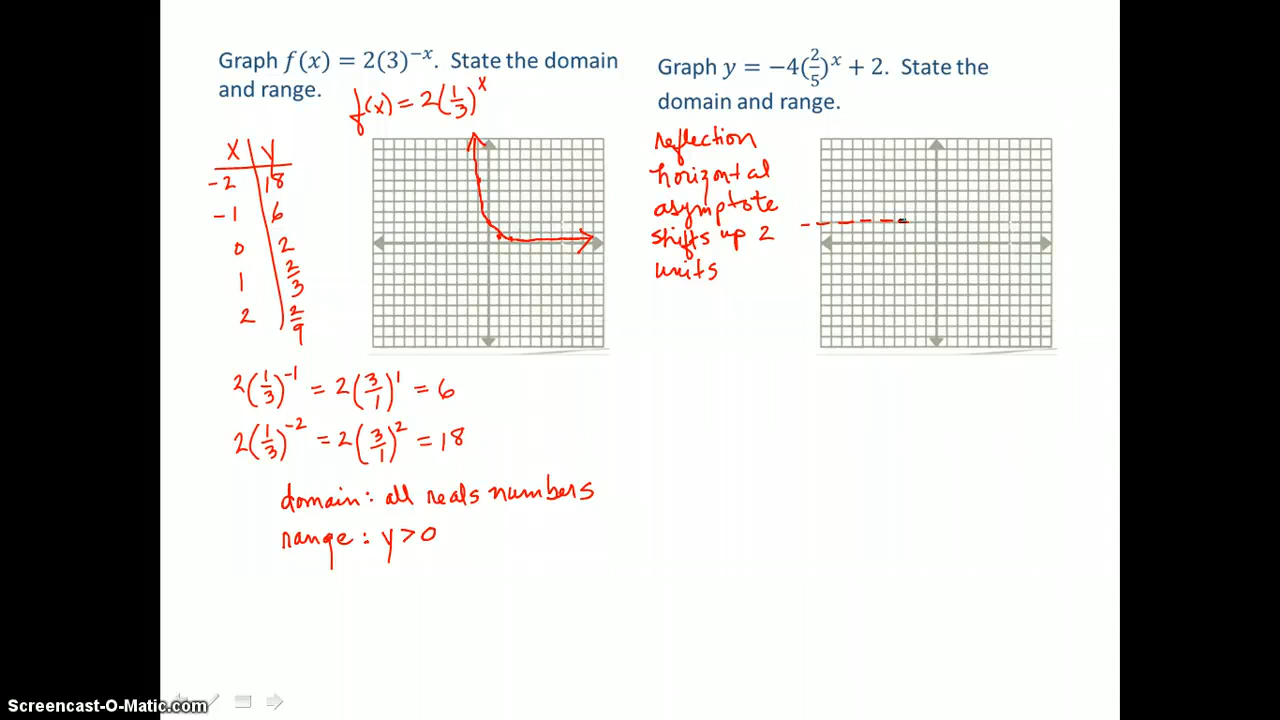 Graph f(x) = 2(3)^{-x}. State the domain
and range.
f(x) = 2(1/3)^x
x | y
-2 | 18
-1 | 6
0 | 2
1 | 2/3
2 | 2/9
2(1/3)^{-1} = 2(3/1)^1 = 6
2(1/3)^{-2} = 2(3/1)^2 = 18
domain: all reals numbers
range: y > 0
Graph y = −4(2/5)^x + 2. State the
domain and range.
reflection
horizontal
asymptote
shifts up 2
units
Screencast-O-Matic.com